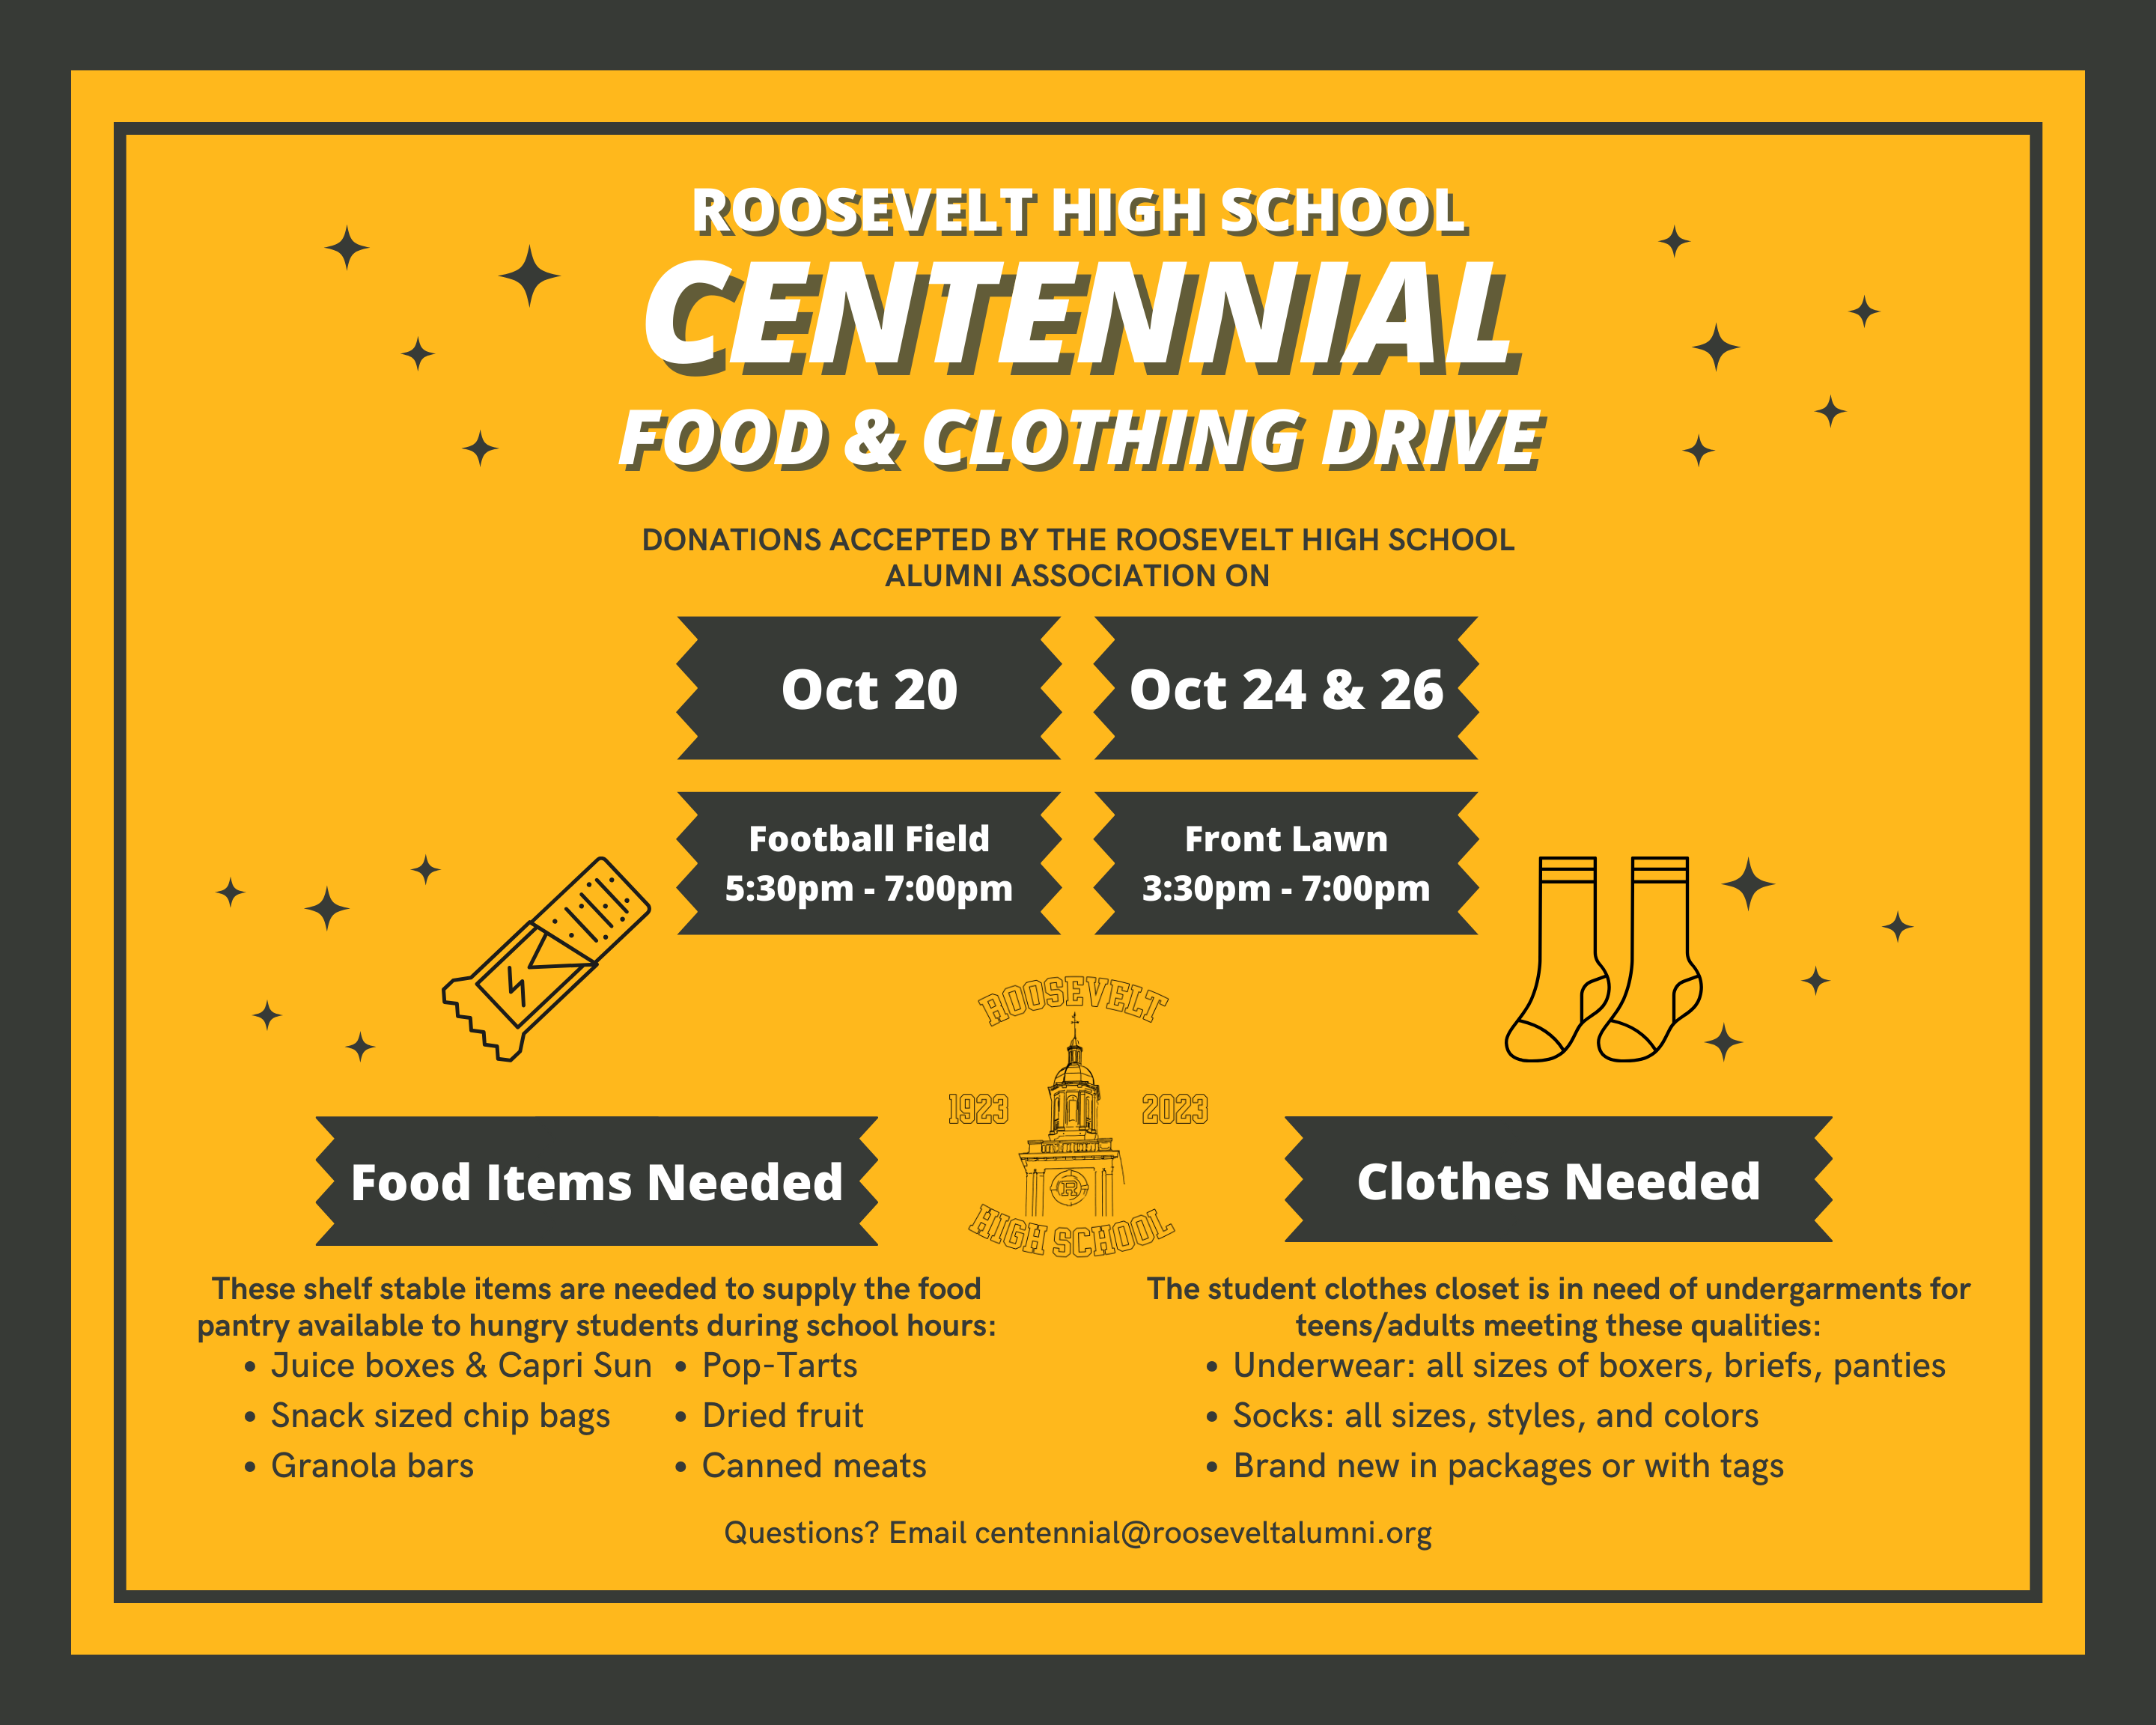 ROOSEVELT HIGH SCHOOL
CENTENNIAL
FOOD & CLOTHING DRIVE
DONATIONS ACCEPTED BY THE ROOSEVELT HIGH SCHOOL
ALUMNI ASSOCIATION ON
Oct 20
Football Field
5:30pm - 7:00pm
Oct 24 & 26
Front Lawn
3:30pm - 7:00pm
ROOSEVELT
1923
2023
R
HIGH SCHOOL
Food Items Needed
These shelf stable items are needed to supply the food
pantry available to hungry students during school hours:
• Juice boxes & Capri Sun
• Snack sized chip bags
• Granola bars
• Pop-Tarts
• Dried fruit
• Canned meats
Clothes Needed
The student clothes closet is in need of undergarments for
teens/adults meeting these qualities:
• Underwear: all sizes of boxers, briefs, panties
• Socks: all sizes, styles, and colors
• Brand new in packages or with tags
Questions? Email centennial@rooseveltalumni.org